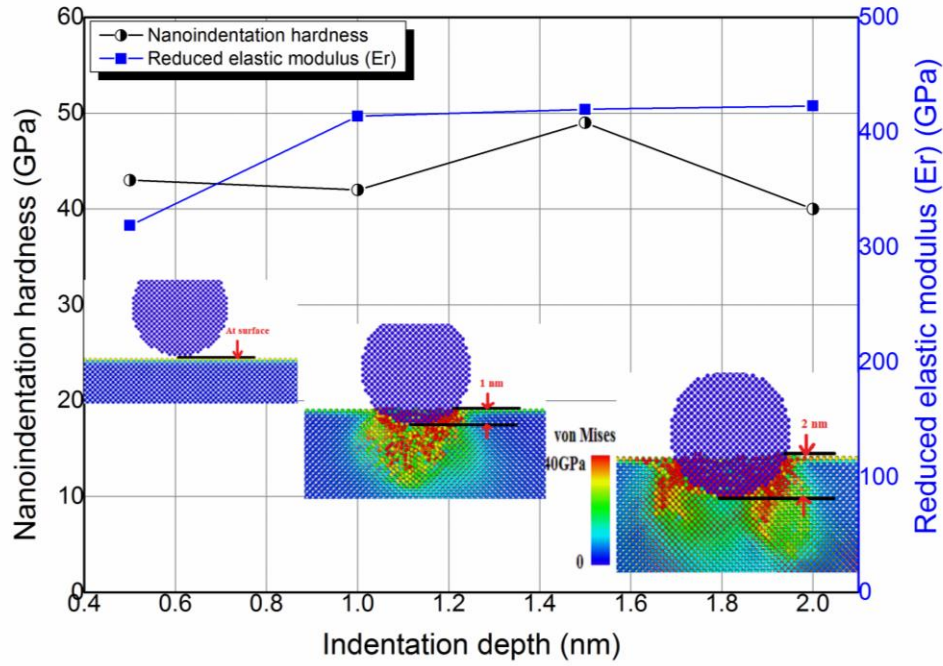 Nanoindentation hardness
Reduced elastic modulus (Er)
60
50
40
30
20
10
0
Nanoindentation hardness (GPa)
500
400
300
200
100
0
Reduced elastic modulus (Er) (GPa)
At surface
1 nm
2 nm
von Mises
40GPa
0
0.4 0.6 0.8 1.0 1.2 1.4 1.6 1.8 2.0
Indentation depth (nm)